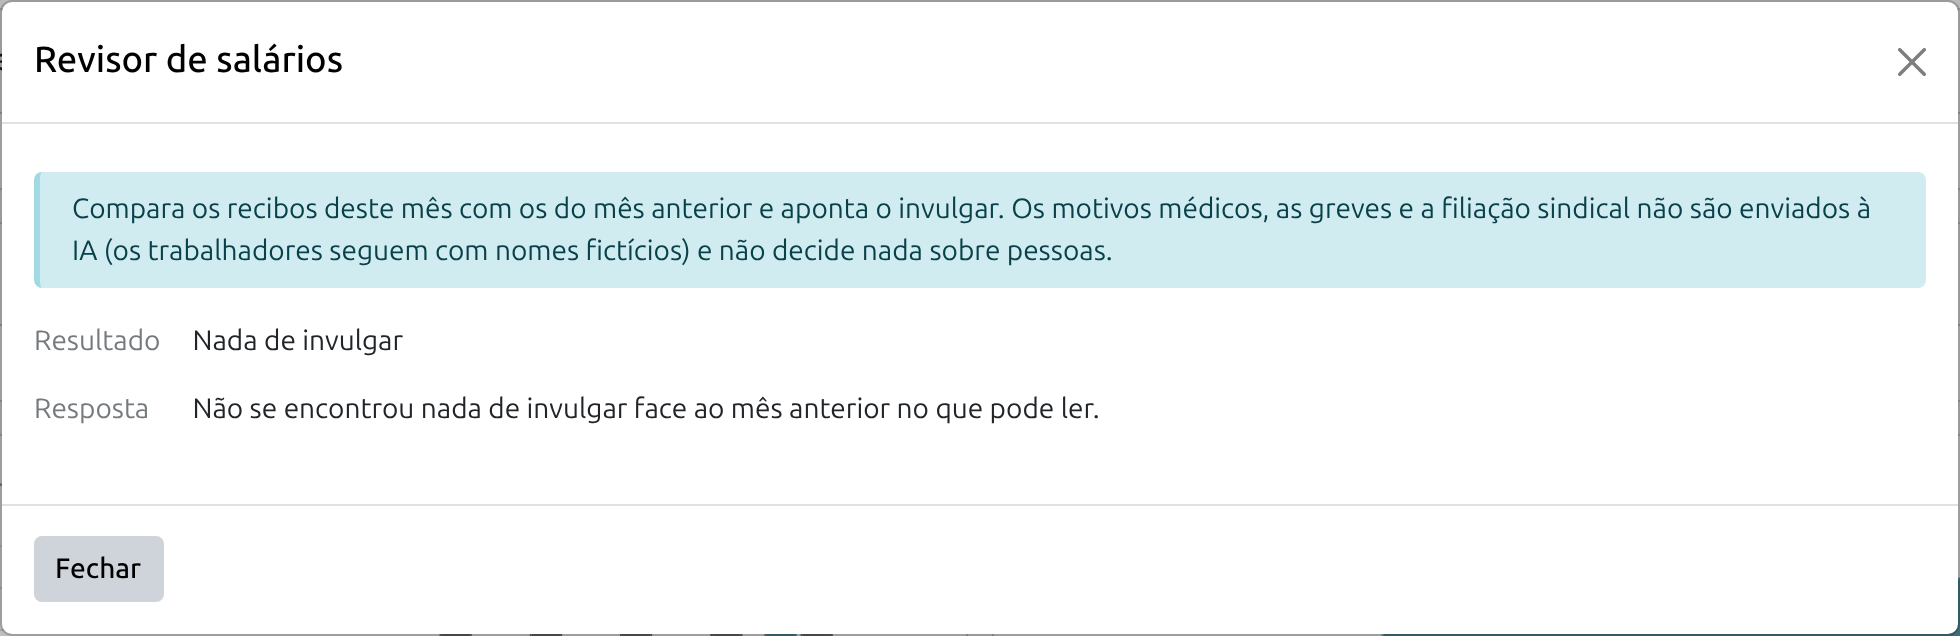 Revisor de salários
Compara os recibos deste mês com os do mês anterior e aponta o invulgar. Os motivos médicos, as greves e a filiação sindical não são enviados à
IA (os trabalhadores seguem com nomes fictícios) e não decide nada sobre pessoas.
Resultado Nada de invulgar
Resposta Não se encontrou nada de invulgar face ao mês anterior no que pode ler.
Fechar